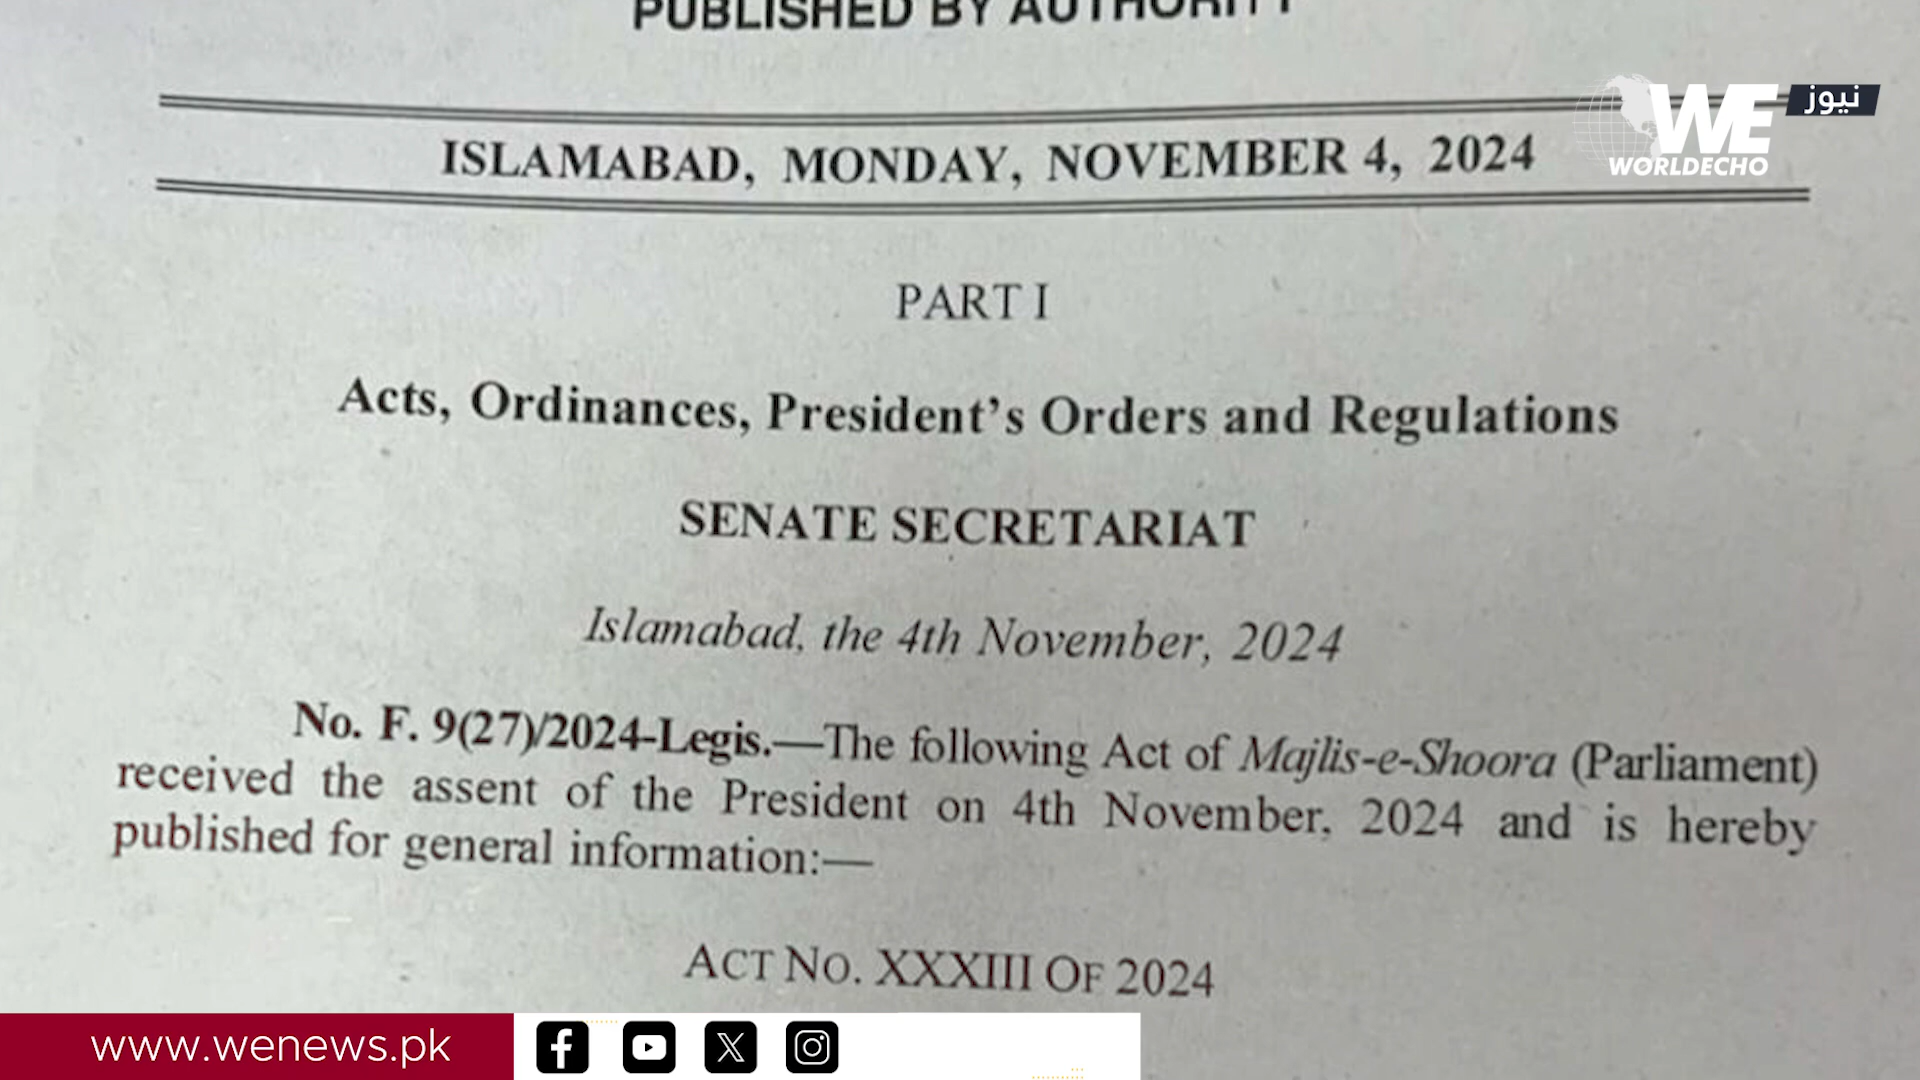 PUBLISHED BY AUTHORITY
WE نیوز
WORLDECHO
ISLAMABAD, MONDAY, NOVEMBER 4, 2024
PART I
Acts, Ordinances, President’s Orders and Regulations
SENATE SECRETARIAT
Islamabad, the 4th November, 2024
No. F. 9(27)/2024-Legis.—The following Act of Majlis-e-Shoora (Parliament)
received the assent of the President on 4th November, 2024 and is hereby
published for general information:—
ACT NO. XXXIII OF 2024
www.wenews.pk